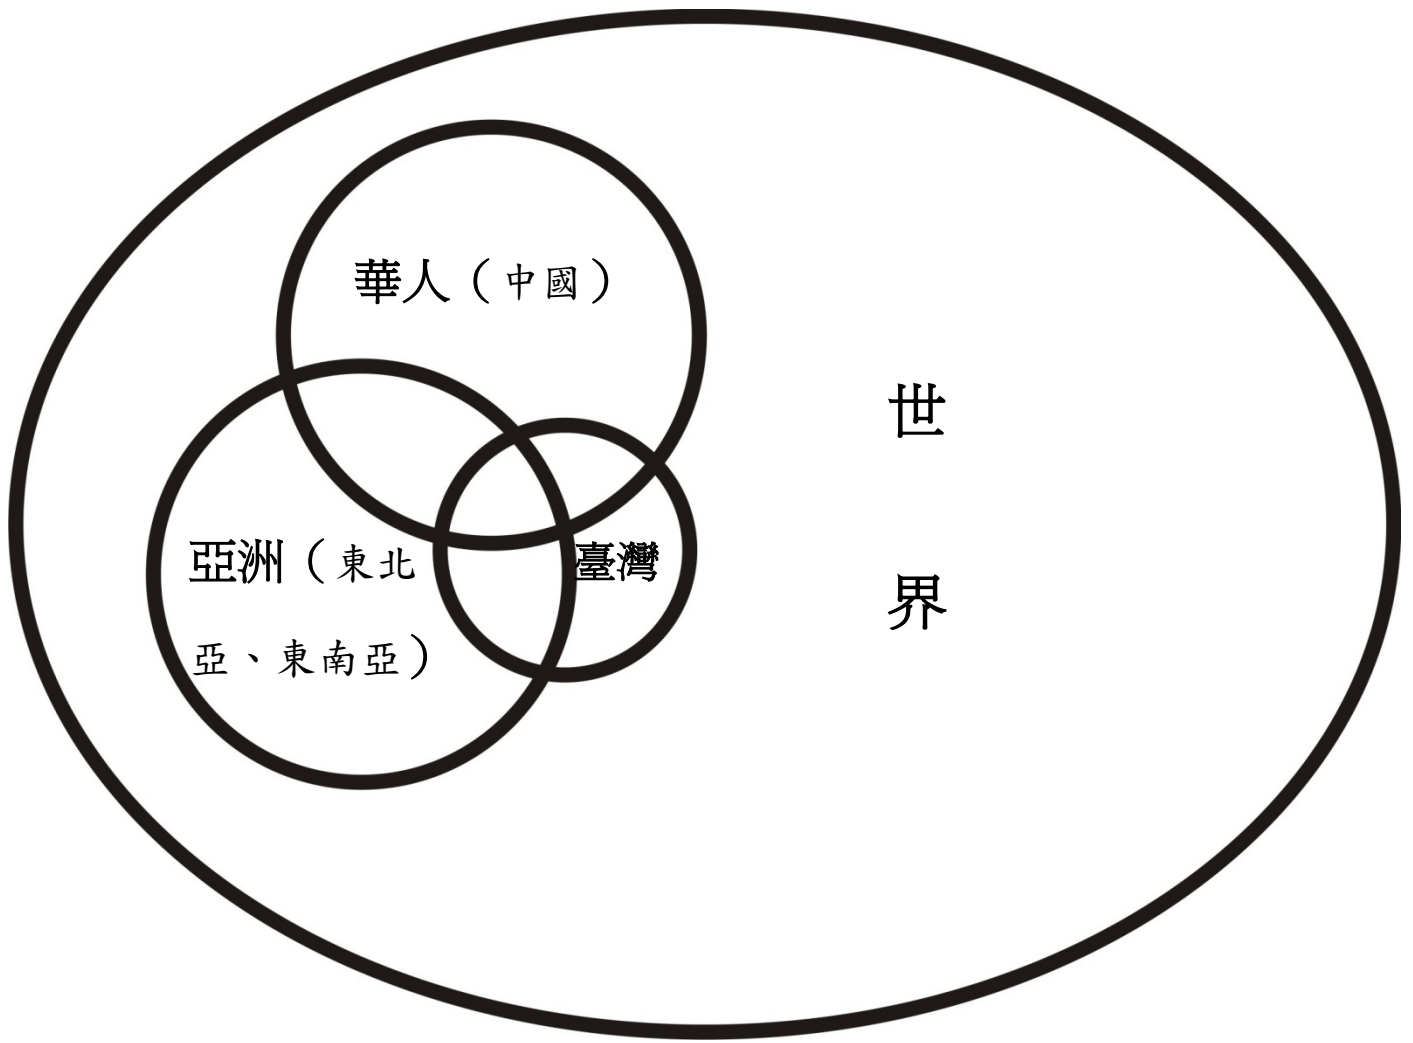 華人（中國）
世
界
亞洲（東北
亞、東南亞）
臺灣